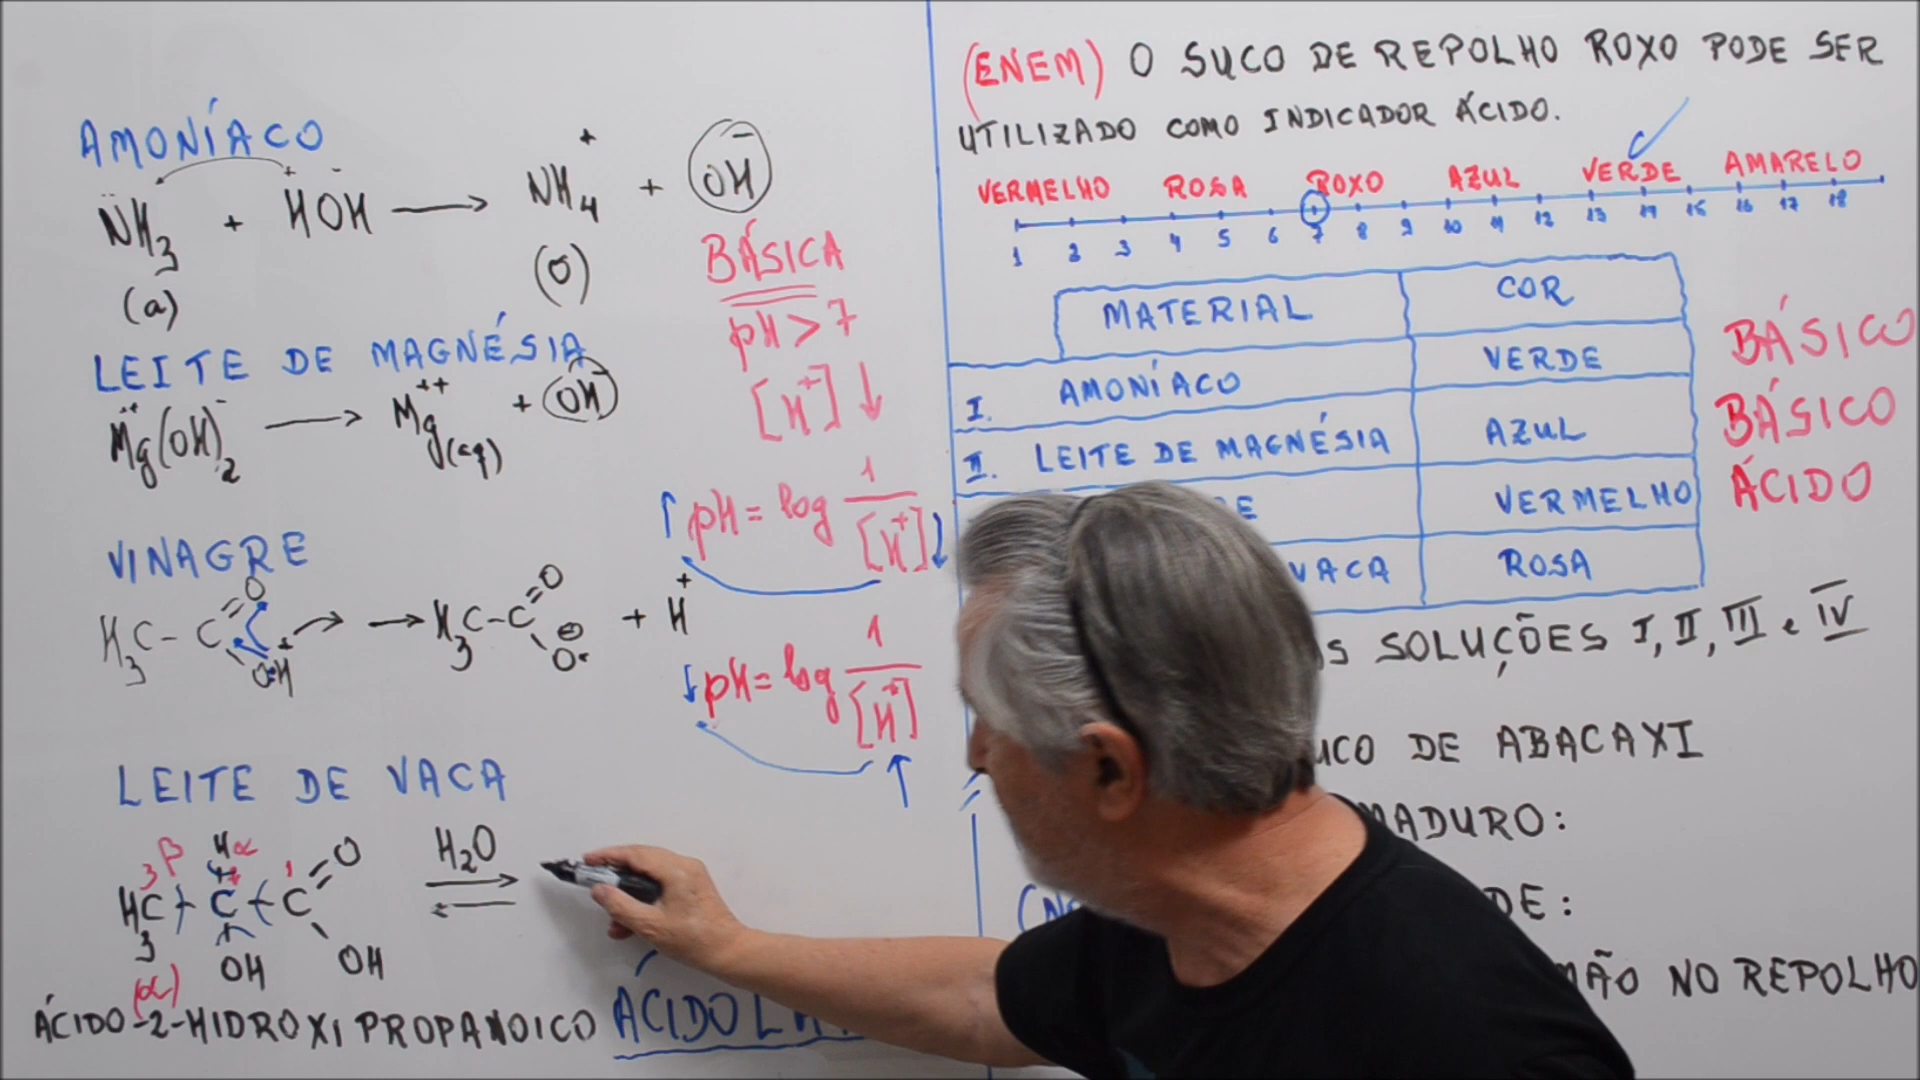 AMONÍACO
NH₃ + HOH → NH₄⁺ + OH⁻
(a) (O)
BÁSICA
pH > 7
[H⁺] ↓
LEITE DE MAGNÉSIA
Mg(OH)₂ → Mg⁺⁺(aq) + OH⁻
↑ pH = log 1/[H⁺] ↓
VINAGRE
H₃C-C=O OH → → H₃C-C=O O⊖ + H⁺
↓ pH = log 1/[H⁺] ↑
LEITE DE VACA
3 β H α 1
H₃C C C=O H₂O ⇌
(α) OH OH
ÁCIDO-2-HIDROXI PROPANOICO ÁCIDO
(ENEM) O SUCO DE REPOLHO ROXO PODE SER
UTILIZADO COMO INDICADOR ÁCIDO.
VERMELHO ROSA ROXO AZUL VERDE AMARELO
1 2 3 4 5 6 7 8 9 10 11 12 13 14 15 16 17 18
MATERIAL COR
I. AMONÍACO VERDE BÁSICO
II. LEITE DE MAGNÉSIA AZUL BÁSICO
VERMELHO ÁCIDO
VACA ROSA
SOLUÇÕES I, II, III e IV
DE ABACAXI
MADURO:
DE:
NO REPOLHO